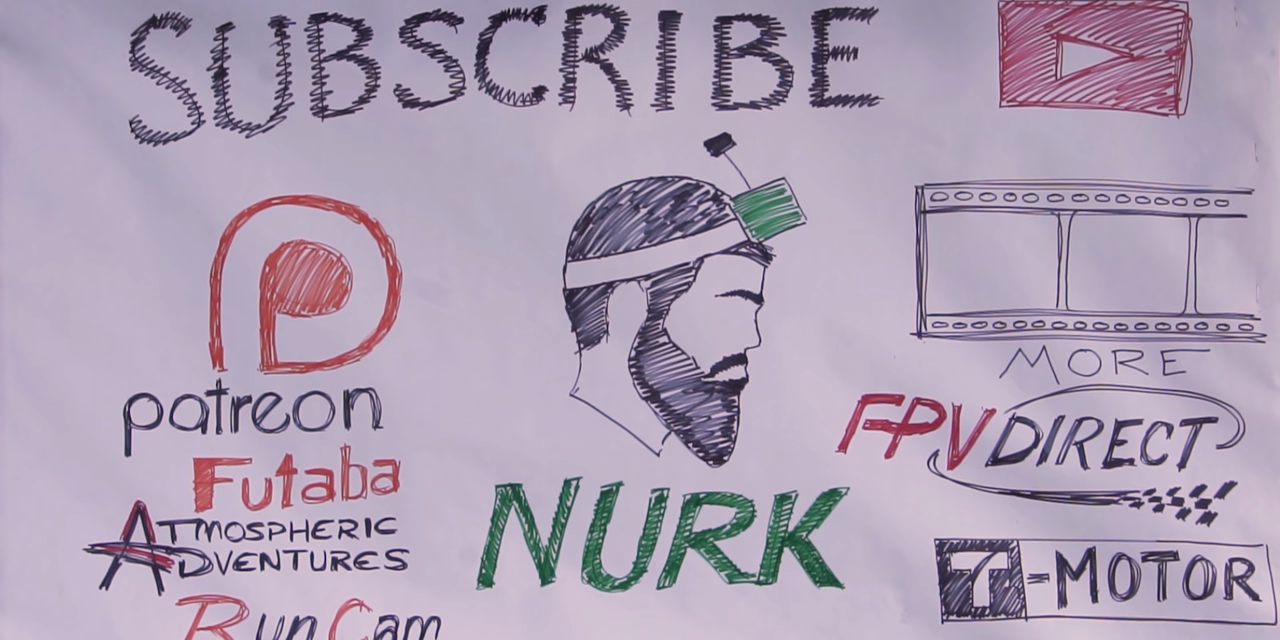 SUBSCRIBE
patreon
Futaba
ATMOSPHERIC
ADVENTURES
RunCam
NURK
MORE
FPVDIRECT
T-MOTOR